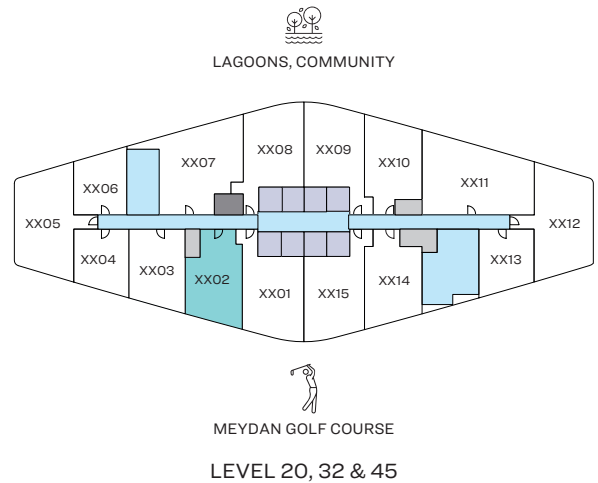 LAGOONS, COMMUNITY
XX08
XX09
XX07
XX10
XX06
XX11
XX05
XX12
XX04
XX03
XX02
XX01
XX15
XX14
XX13
MEYDAN GOLF COURSE
LEVEL 20, 32 & 45